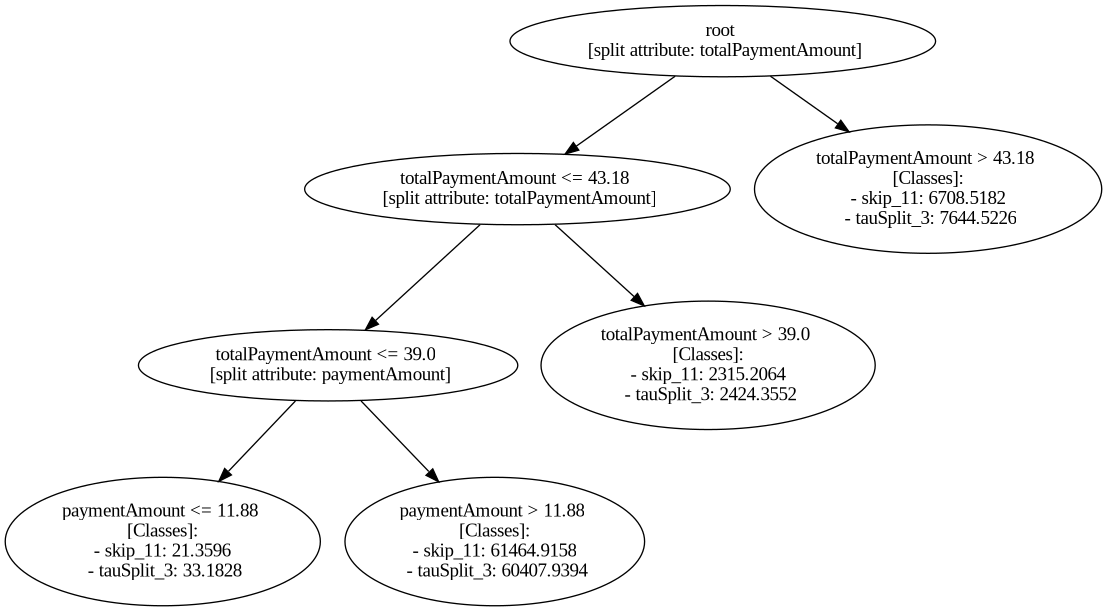 root
[split attribute: totalPaymentAmount]
totalPaymentAmount > 43.18
[Classes]:
- skip_11: 6708.5182
- tauSplit_3: 7644.5226
totalPaymentAmount <= 43.18
[split attribute: totalPaymentAmount]
totalPaymentAmount <= 39.0
[split attribute: paymentAmount]
totalPaymentAmount > 39.0
[Classes]:
- skip_11: 2315.2064
- tauSplit_3: 2424.3552
paymentAmount <= 11.88
[Classes]:
- skip_11: 21.3596
- tauSplit_3: 33.1828
paymentAmount > 11.88
[Classes]:
- skip_11: 61464.9158
- tauSplit_3: 60407.9394